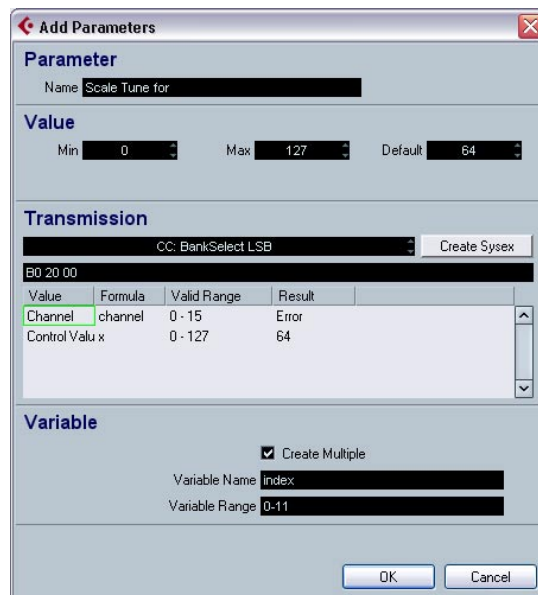 Add Parameters
Parameter
Name Scale Tune for
Value
Min 0 Max 127 Default 64
Transmission
CC: BankSelect LSB Create Sysex
B0 20 00
Value Formula Valid Range Result
Channel channel 0 - 15 Error
Control Valu x 0 - 127 64
Variable
Create Multiple
Variable Name index
Variable Range 0-11
OK Cancel